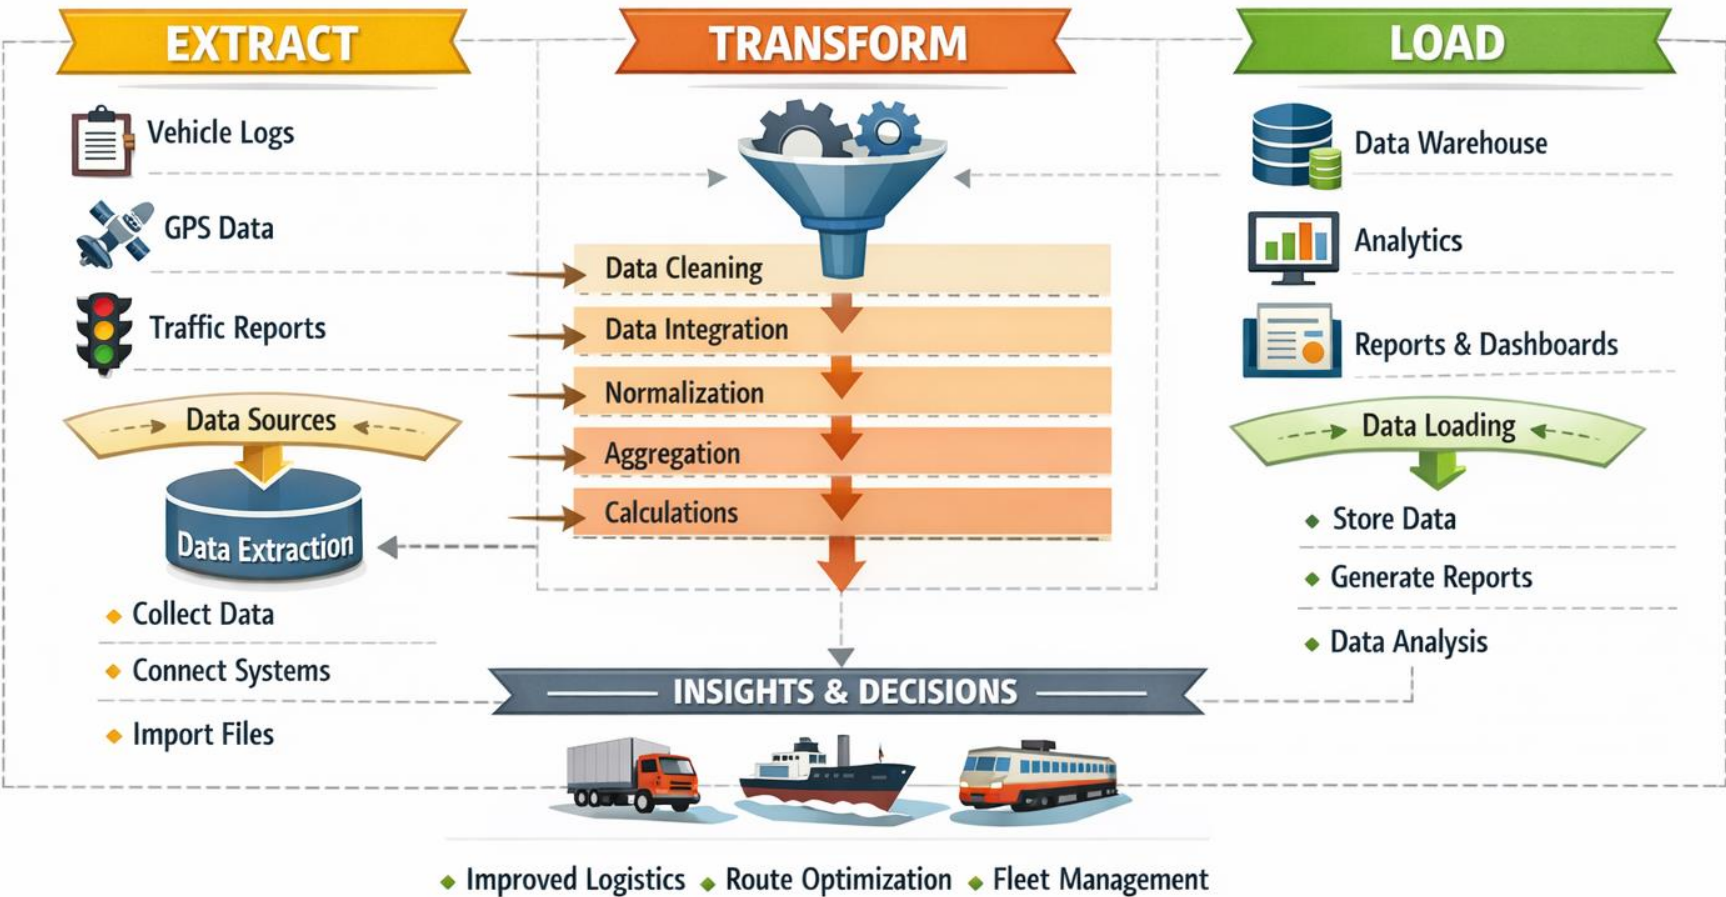 EXTRACT
Vehicle Logs
GPS Data
Traffic Reports
Data Sources
Data Extraction
Collect Data
Connect Systems
Import Files
TRANSFORM
Data Cleaning
Data Integration
Normalization
Aggregation
Calculations
LOAD
Data Warehouse
Analytics
Reports & Dashboards
Data Loading
Store Data
Generate Reports
Data Analysis
INSIGHTS & DECISIONS
Improved Logistics
Route Optimization
Fleet Management